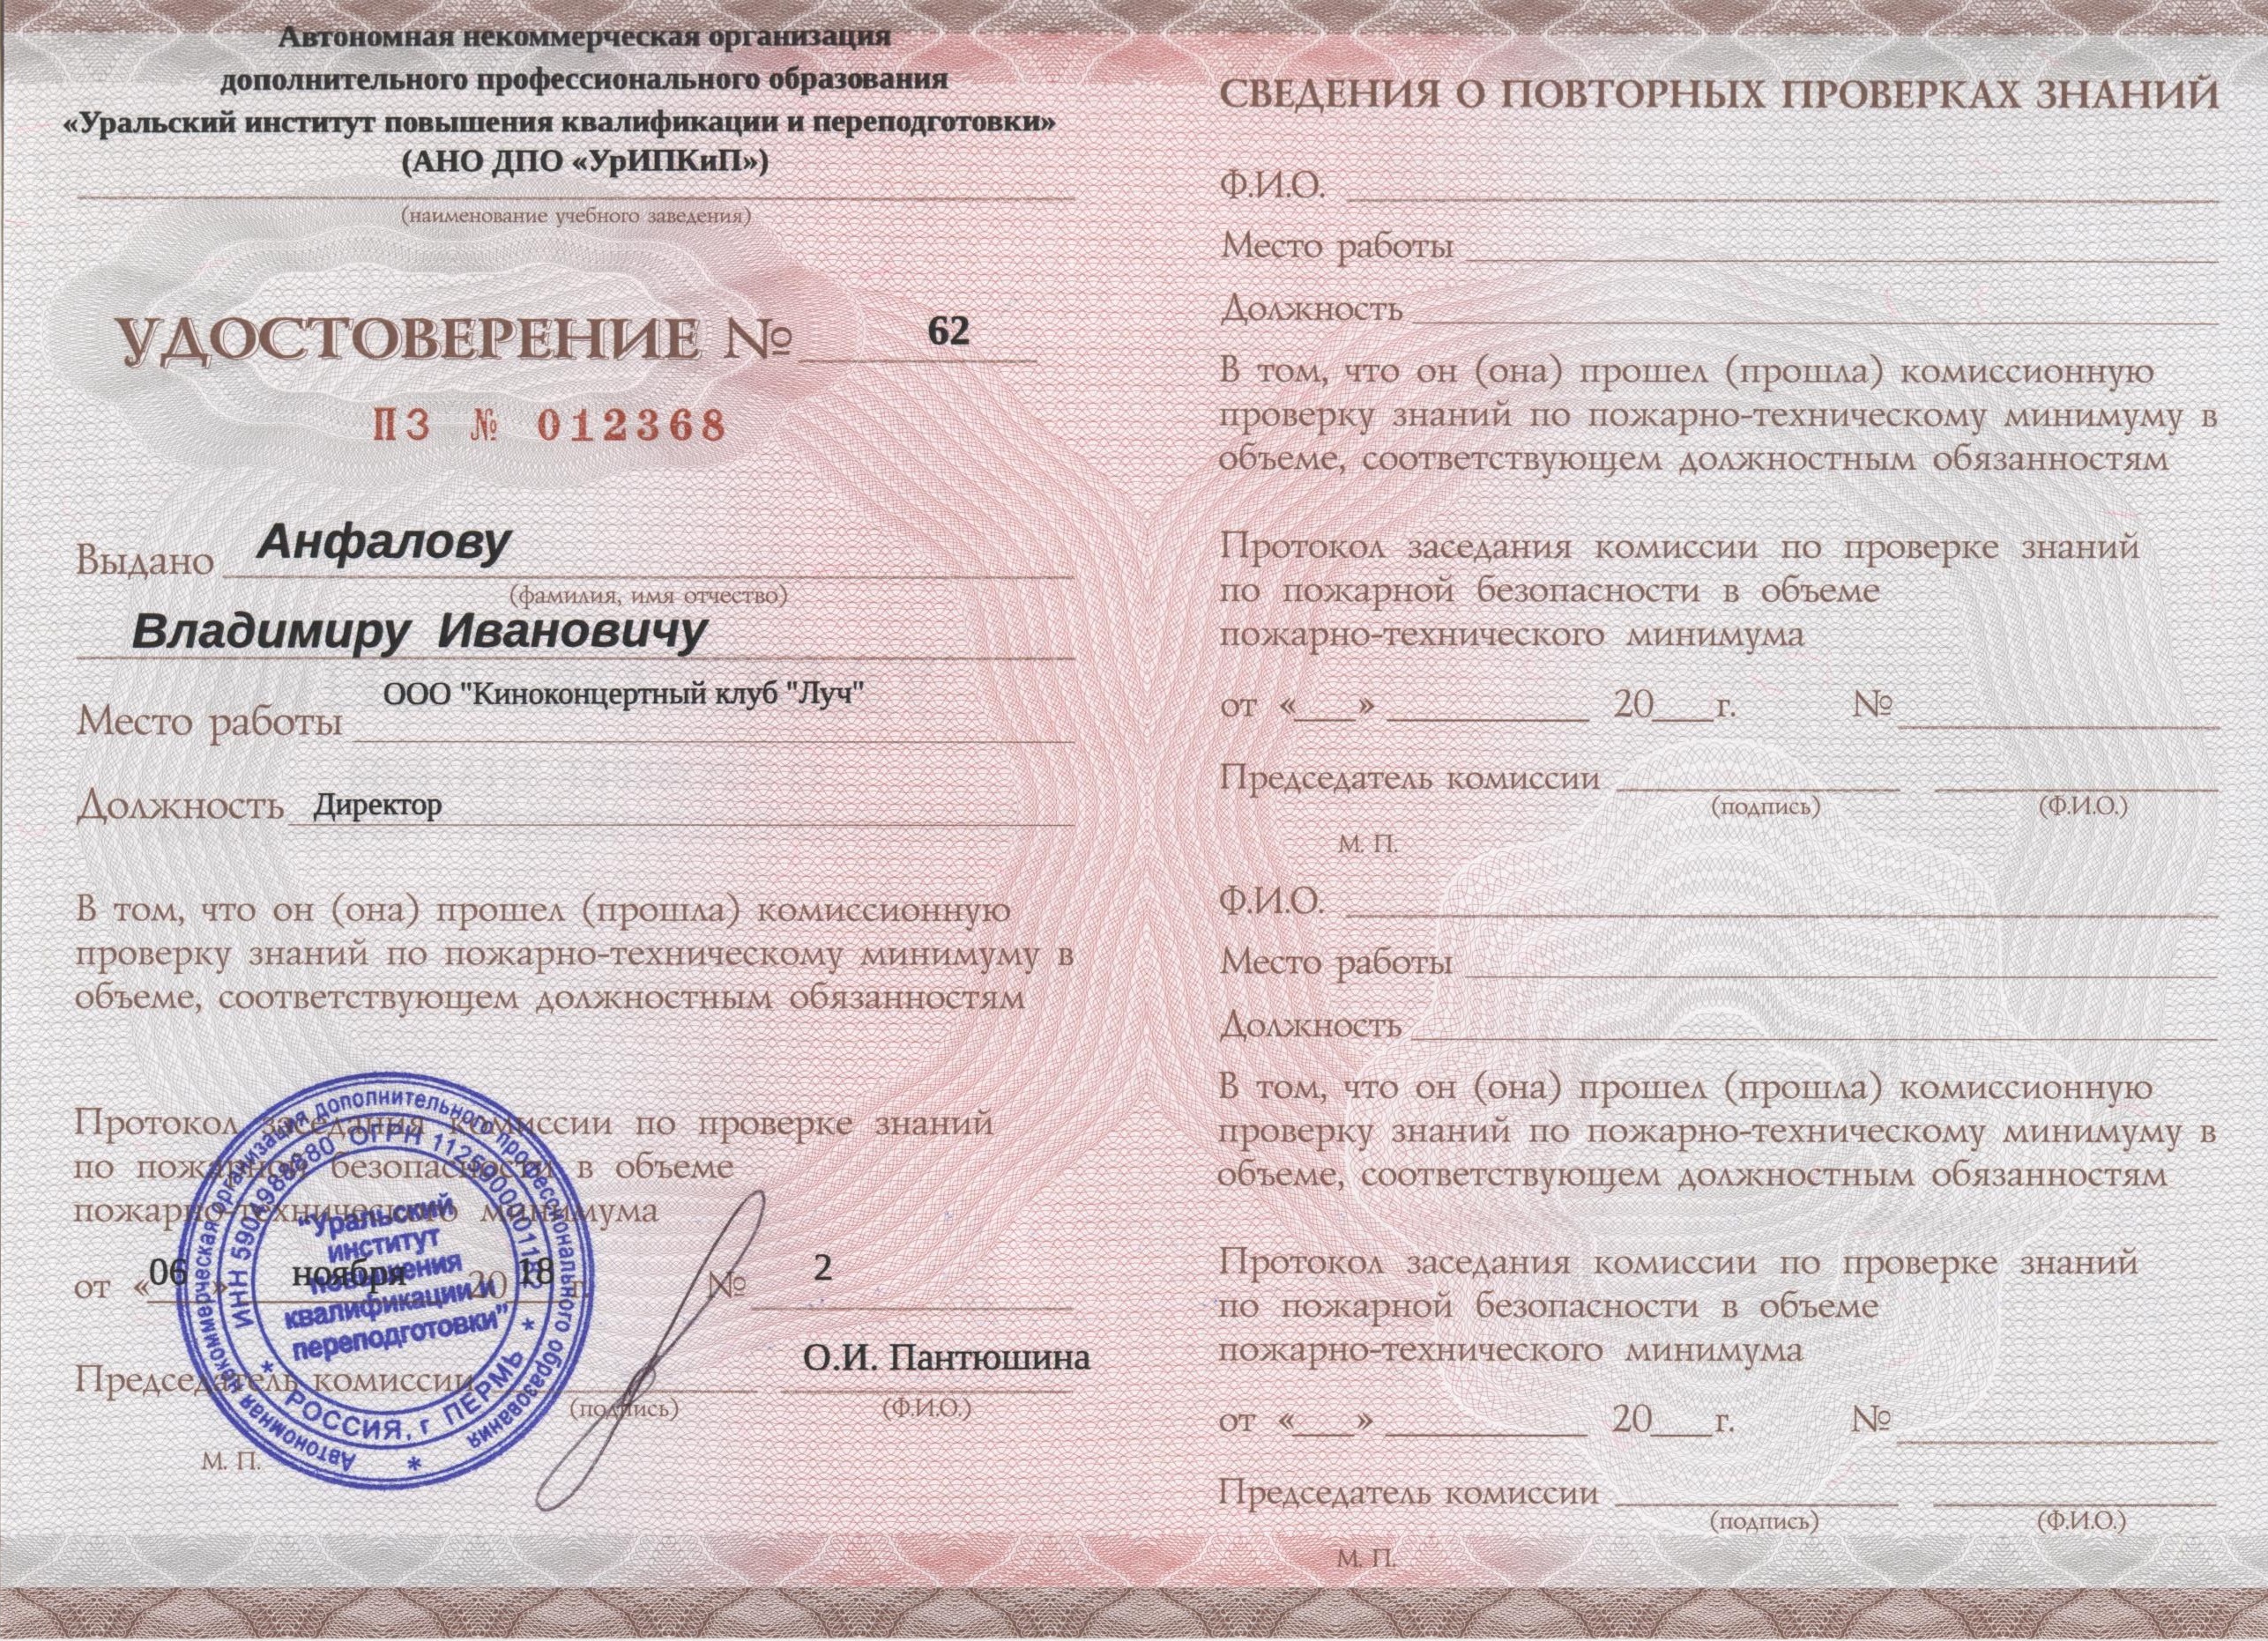 Автономная некоммерческая организация
дополнительного профессионального образования
«Уральский институт повышения квалификации и переподготовки»
(АНО ДПО «УрИПКиП»)
(наименование учебного заведения)
УДОСТОВЕРЕНИЕ № 62
ПЗ № 012368
Выдано Анфалову
(фамилия, имя отчество)
Владимиру Ивановичу
Место работы ООО "Киноконцертный клуб "Луч"
Должность Директор
В том, что он (она) прошел (прошла) комиссионную
проверку знаний по пожарно-техническому минимуму в
объеме, соответствующем должностным обязанностям
Протокол заседания комиссии по проверке знаний
по пожарной безопасности в объеме
пожарно-технического минимума
от «06» ноября 2018 г. № 2
Председатель комиссии О.И. Пантюшина
(подпись) (Ф.И.О.)
М. П.
Автономная некоммерческая организация дополнительного профессионального образования
ИНН ОГРН
* РОССИЯ, г ПЕРМЬ *
"Уральский
институт
повышения
квалификации и
переподготовки"
СВЕДЕНИЯ О ПОВТОРНЫХ ПРОВЕРКАХ ЗНАНИЙ
Ф.И.О.
Место работы
Должность
В том, что он (она) прошел (прошла) комиссионную
проверку знаний по пожарно-техническому минимуму в
объеме, соответствующем должностным обязанностям
Протокол заседания комиссии по проверке знаний
по пожарной безопасности в объеме
пожарно-технического минимума
от «___» __________ 20___г. № __________
Председатель комиссии
(подпись) (Ф.И.О.)
М. П.
Ф.И.О.
Место работы
Должность
В том, что он (она) прошел (прошла) комиссионную
проверку знаний по пожарно-техническому минимуму в
объеме, соответствующем должностным обязанностям
Протокол заседания комиссии по проверке знаний
по пожарной безопасности в объеме
пожарно-технического минимума
от «___» __________ 20___г. № __________
Председатель комиссии
(подпись) (Ф.И.О.)
М. П.